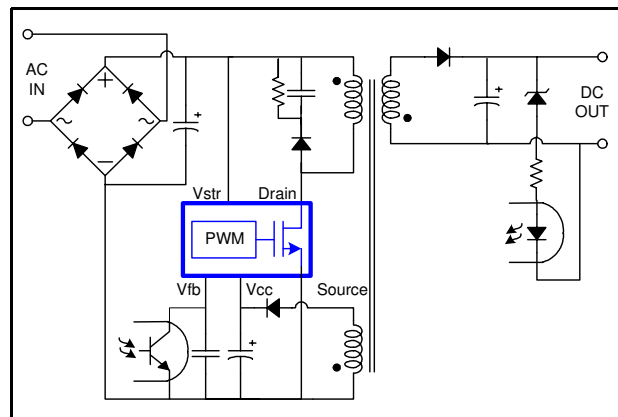 AC
IN
+
~
~
−
+
+
DC
OUT
Vstr
Drain
PWM
Vfb
Vcc
Source
+